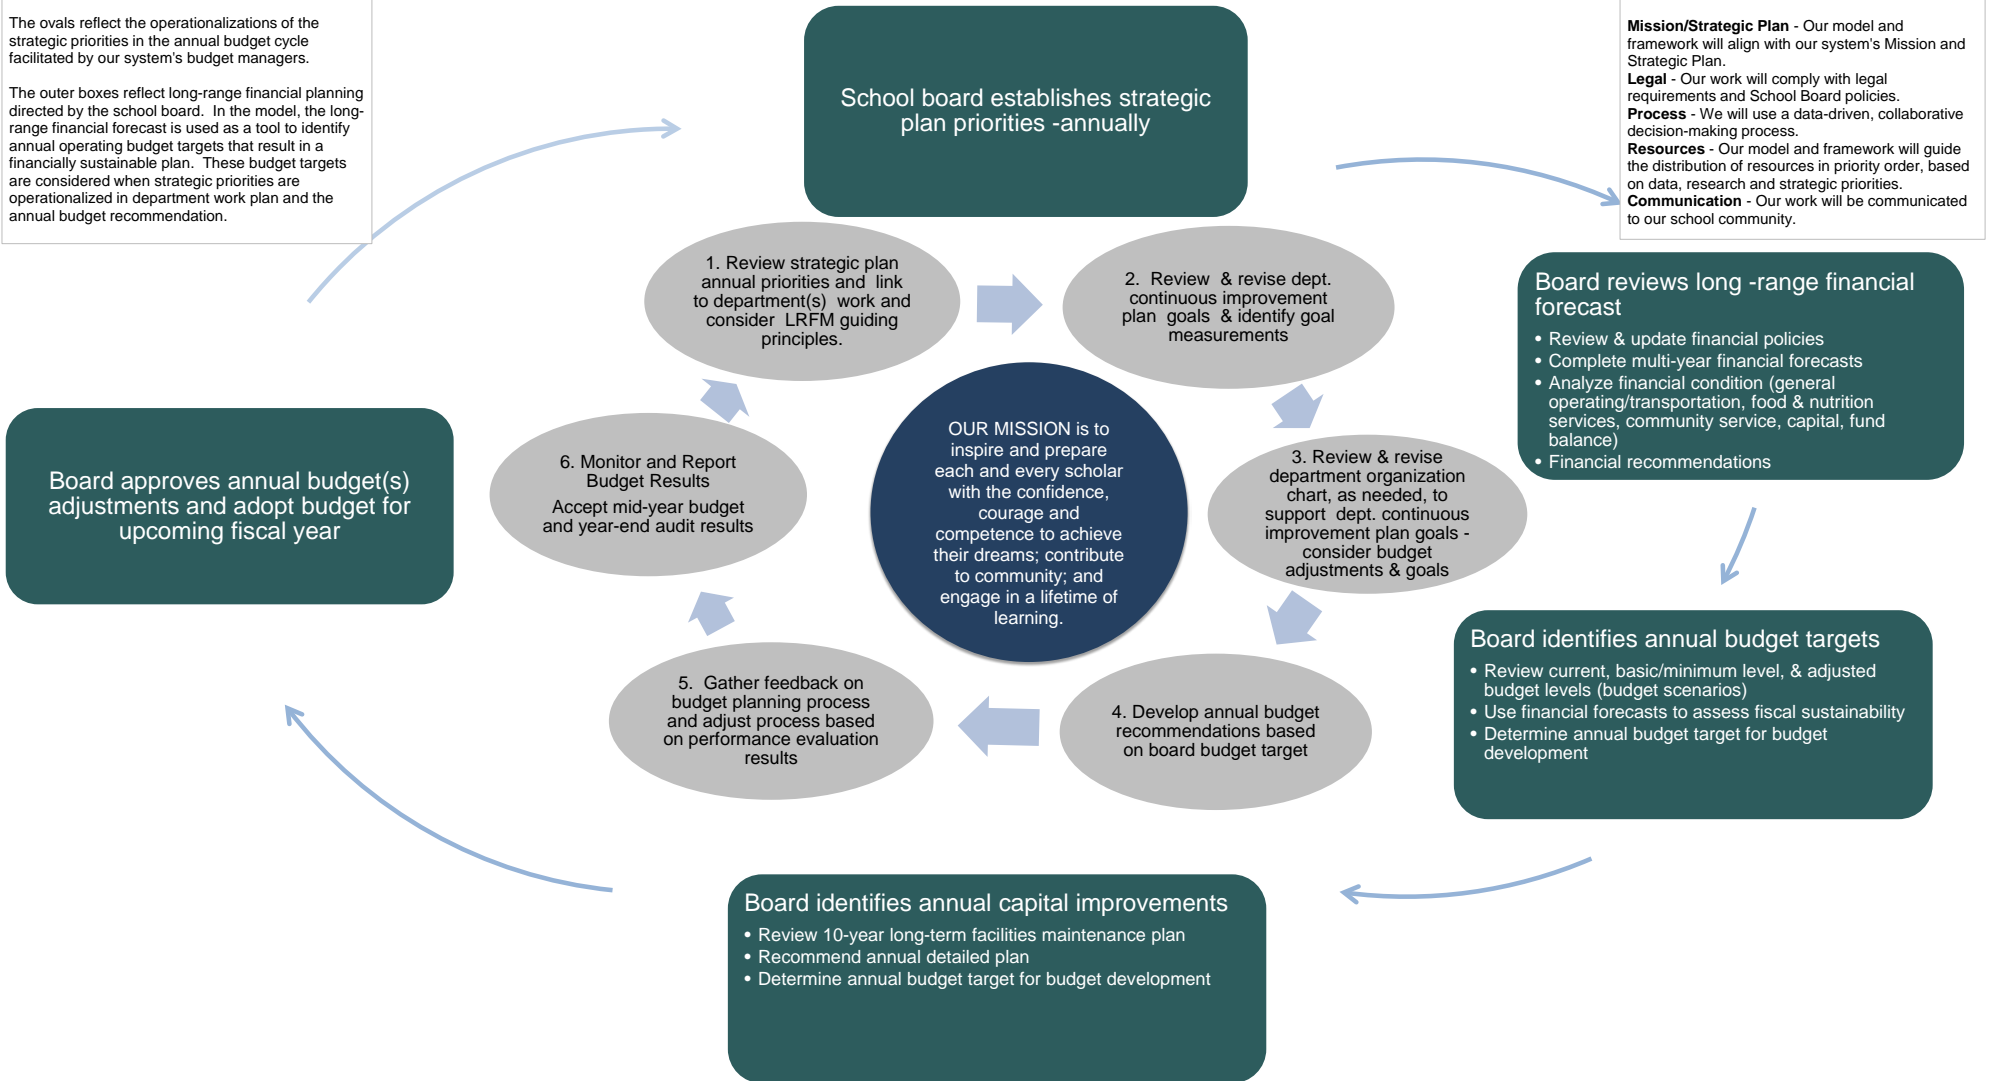 The ovals reflect the operationalizations of the
strategic priorities in the annual budget cycle
facilitated by our system's budget managers.
The outer boxes reflect long-range financial planning
directed by the school board.  In the model, the long-
range financial forecast is used as a tool to identify
annual operating budget targets that result in a
financially sustainable plan.  These budget targets
are considered when strategic priorities are
operationalized in department work plan and the
annual budget recommendation.
School board establishes strategic
plan priorities -annually
Mission/Strategic Plan - Our model and
framework will align with our system's Mission and
Strategic Plan.
Legal - Our work will comply with legal
requirements and School Board policies.
Process - We will use a data-driven, collaborative
decision-making process.
Resources - Our model and framework will guide
the distribution of resources in priority order, based
on data, research and strategic priorities.
Communication - Our work will be communicated
to our school community.
1. Review strategic plan
annual priorities and  link
to department(s)  work and
consider  LRFM guiding
principles.
2.  Review  & revise dept.
continuous improvement
plan  goals  & identify goal
measurements
Board reviews long -range financial
forecast
• Review & update financial policies
• Complete multi-year financial forecasts
• Analyze financial condition (general
operating/transportation, food & nutrition
services, community service, capital, fund
balance)
• Financial recommendations
Board approves annual budget(s)
adjustments and adopt budget for
upcoming fiscal year
6. Monitor and Report
Budget Results
Accept mid-year budget
and year-end audit results
OUR MISSION is to
inspire and prepare
each and every scholar
with the confidence,
courage and
competence to achieve
their dreams; contribute
to community; and
engage in a lifetime of
learning.
3. Review & revise
department organization
chart, as needed, to
support  dept. continuous
improvement plan goals -
consider budget
adjustments & goals
5.  Gather feedback on
budget planning process
and adjust process based
on performance evaluation
results
4. Develop annual budget
recommendations based
on board budget target
Board identifies annual budget targets
• Review current, basic/minimum level, & adjusted
budget levels (budget scenarios)
• Use financial forecasts to assess fiscal sustainability
• Determine annual budget target for budget
development
Board identifies annual capital improvements
• Review 10-year long-term facilities maintenance plan
• Recommend annual detailed plan
• Determine annual budget target for budget development